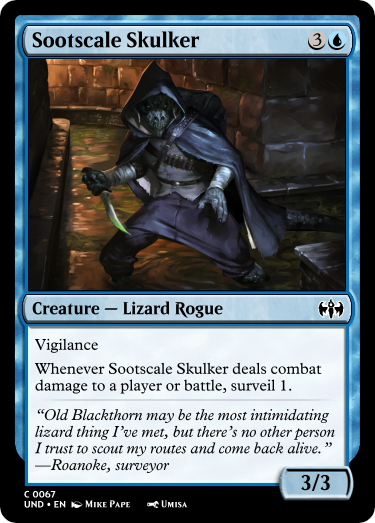 Sootscale Skulker 3
Creature — Lizard Rogue
Vigilance
Whenever Sootscale Skulker deals combat
damage to a player or battle, surveil 1.
“Old Blackthorn may be the most intimidating
lizard thing I’ve met, but there’s no other person
I trust to scout my routes and come back alive.”
—Roanoke, surveyor
3/3
C 0067
UND • EN Mike Pape Umisa